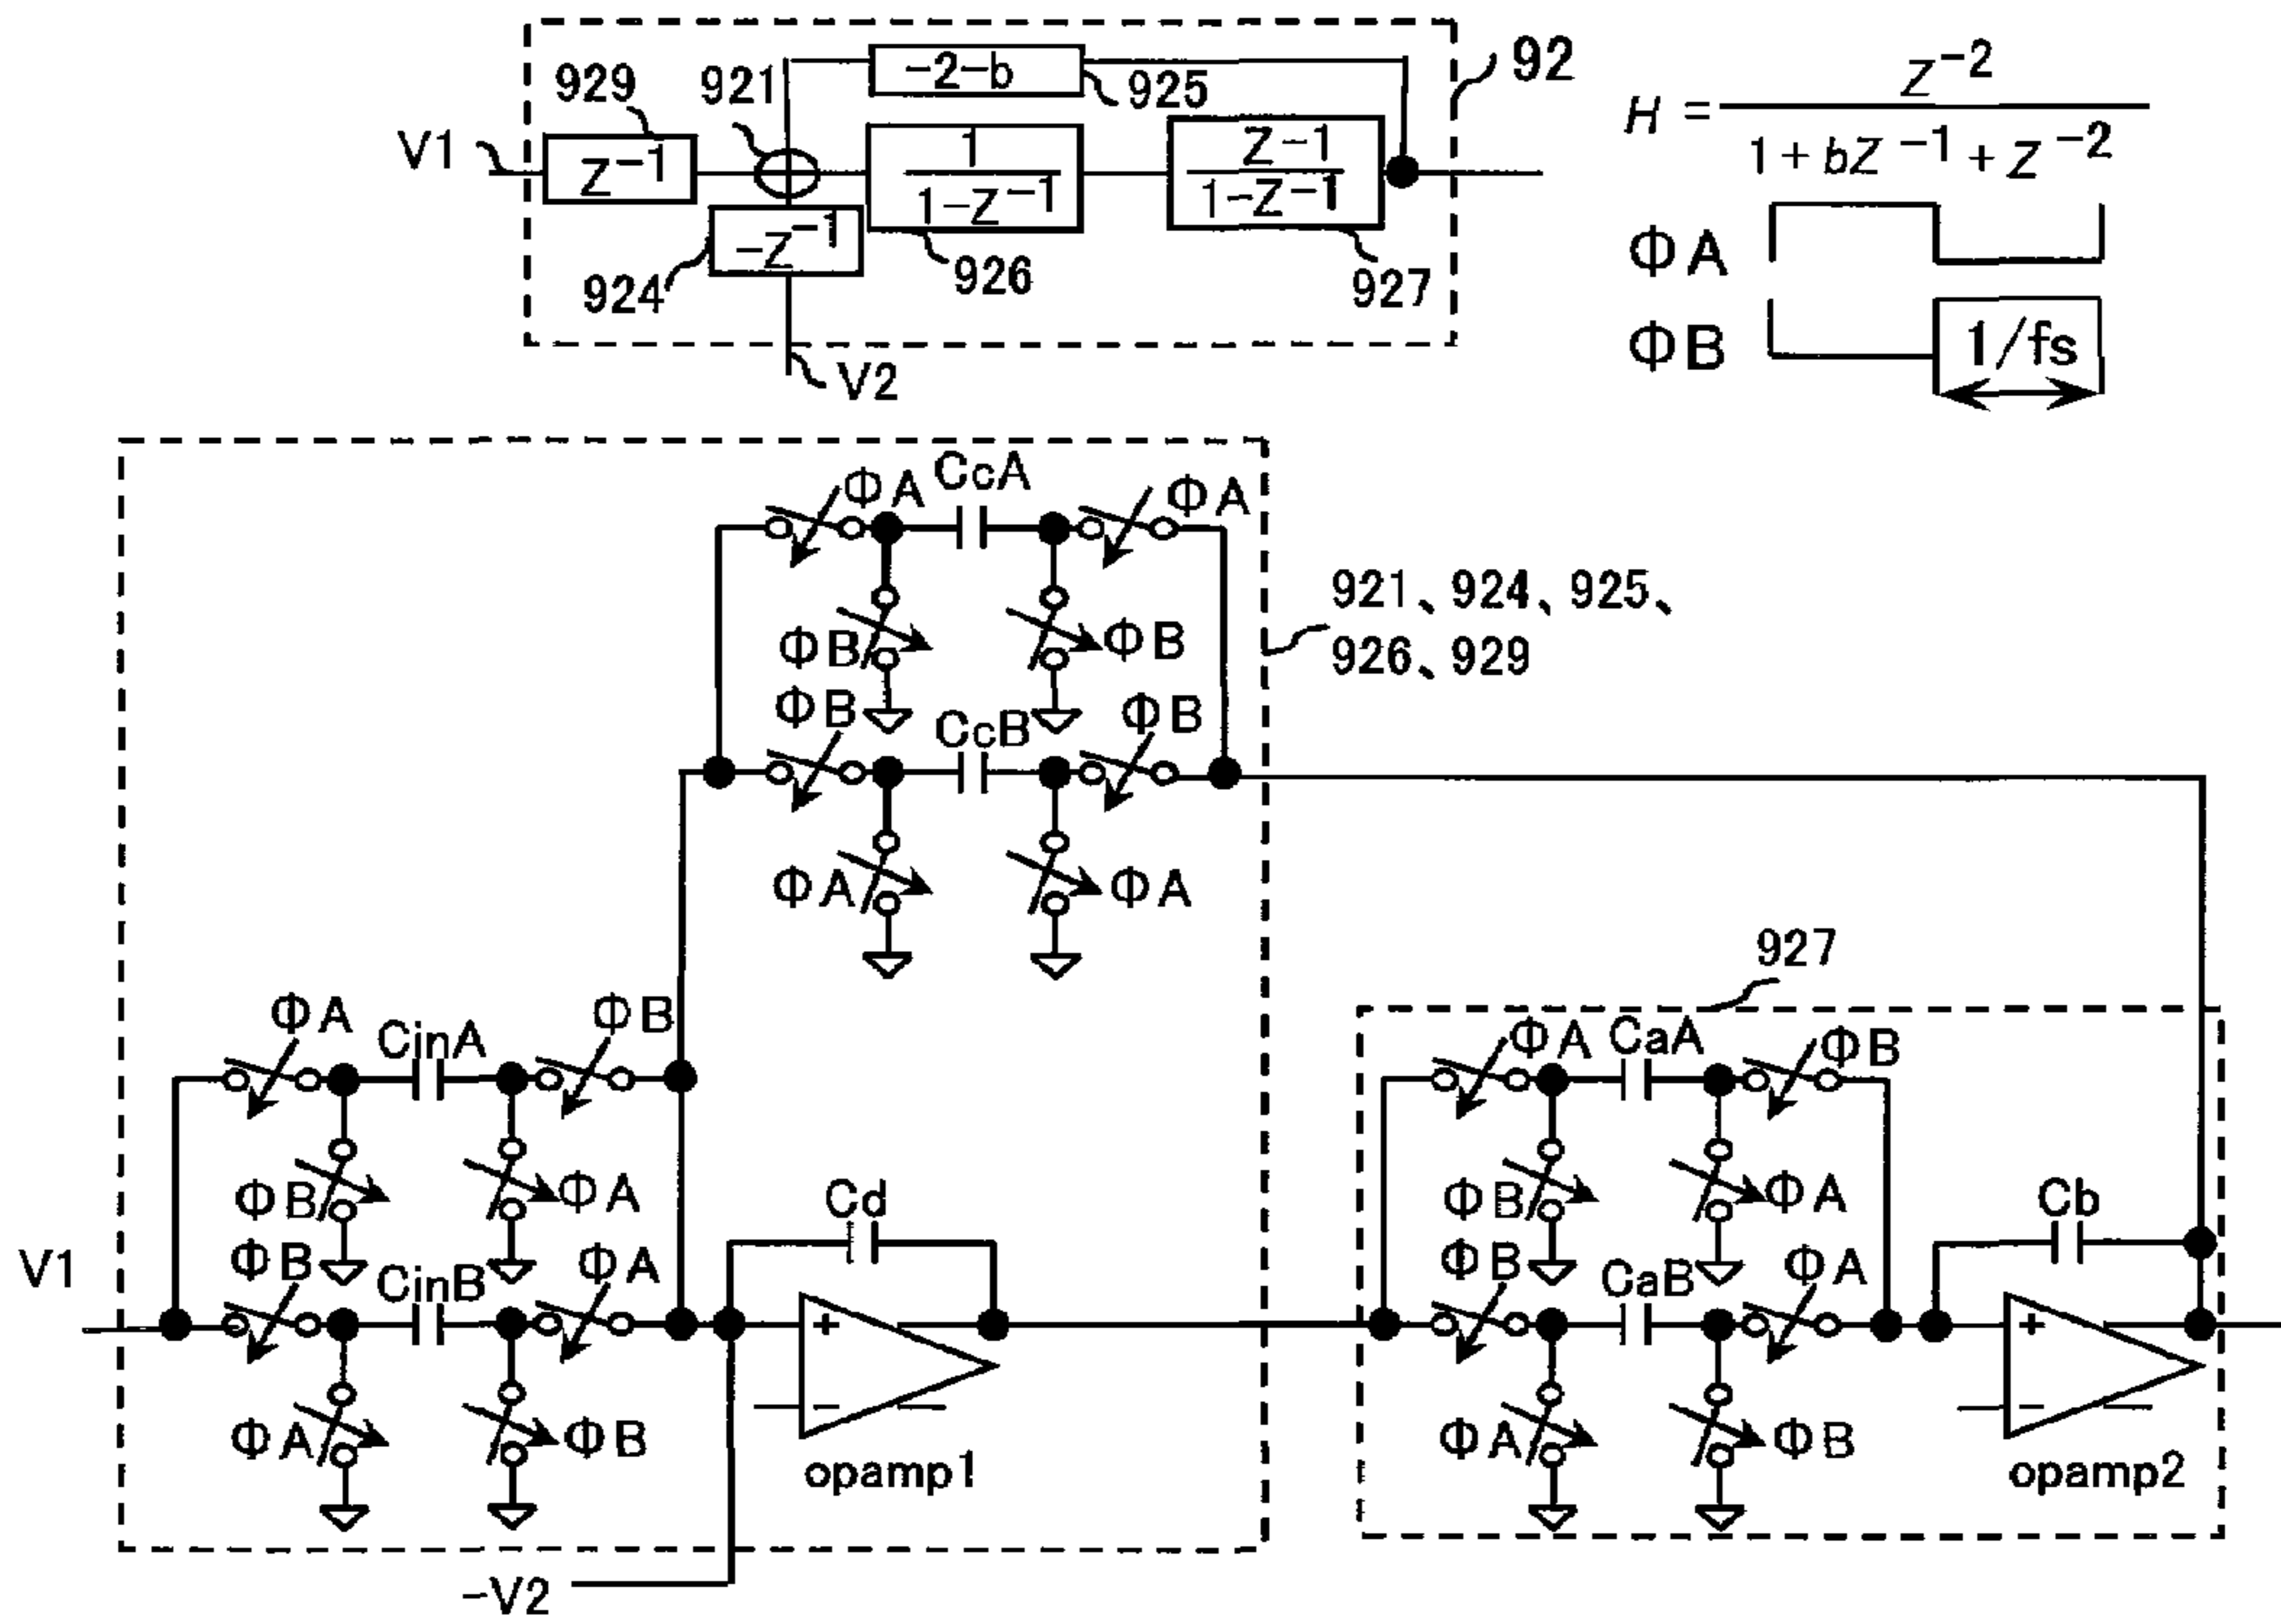 929
921
-2-b
925
92
V1
Z⁻¹
1
1-Z⁻¹
Z-1
1-Z⁻¹
-Z⁻¹
924
926
927
V2
H = Z⁻² / 1+bZ⁻¹+Z⁻²
ΦA
ΦB
1/fs
ΦA
CcA
ΦA
ΦB
ΦB
921、924、925、
926、929
ΦB
CcB
ΦB
ΦA
ΦA
927
ΦA
CinA
ΦB
ΦB
ΦA
V1
ΦB
CinB
ΦA
ΦA
ΦB
Cd
+
-
opamp1
-V2
ΦA
CaA
ΦB
ΦB
ΦA
ΦB
CaB
ΦA
ΦA
ΦB
Cb
+
-
opamp2